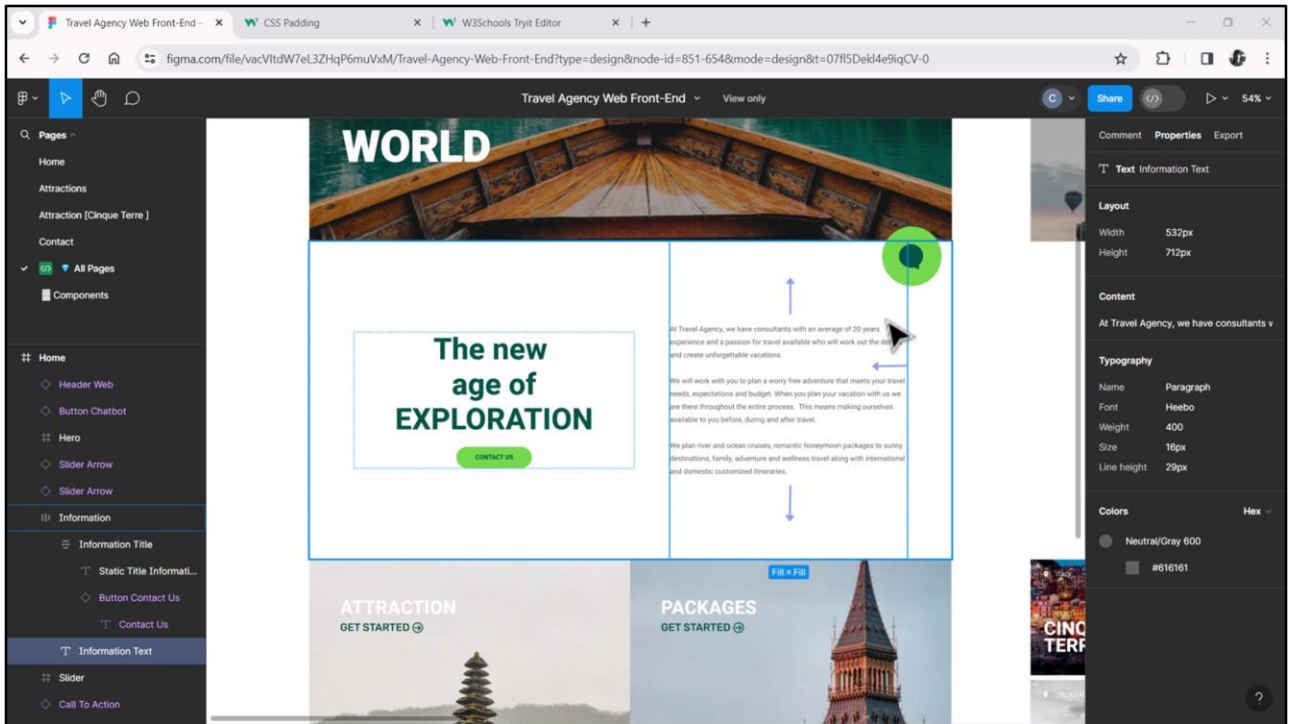 Travel Agency Web Front-End -
CSS Padding
W3Schools Tryit Editor
figma.com/file/vacVItdW7eL3ZHqP6muVxM/Travel-Agency-Web-Front-End?type=design&node-id=851-654&mode=design&t=07fl5Dekl4e9iqCV-0
Travel Agency Web Front-End
View only
C
Share
54%
Pages
Home
Attractions
Attraction [Cinque Terre ]
Contact
All Pages
Components
Home
Header Web
Button Chatbot
Hero
Slider Arrow
Slider Arrow
Information
Information Title
Static Title Informati...
Button Contact Us
Contact Us
Information Text
Slider
Call To Action
WORLD
The new
age of
EXPLORATION
CONTACT US
At Travel Agency, we have consultants with an average of 20 years
experience and a passion for travel available who will work out the
and create unforgettable vacations.
We will work with you to plan a worry free adventure that meets your travel
needs, expectations and budget. When you plan your vacation with us we
are there throughout the entire process. This means making ourselves
available to you before, during and after travel.
We plan river and ocean cruises, romantic honeymoon packages to sunny
destinations, family, adventure and wellness travel along with international
and domestic customized itineraries.
Fill × Fill
ATTRACTION
GET STARTED
PACKAGES
GET STARTED
ITALY
CINQ
TERR
Comment Properties Export
Text Information Text
Layout
Width 532px
Height 712px
Content
At Travel Agency, we have consultants v
Typography
Name Paragraph
Font Heebo
Weight 400
Size 16px
Line height 29px
Colors Hex
Neutral/Gray 600
#616161
?